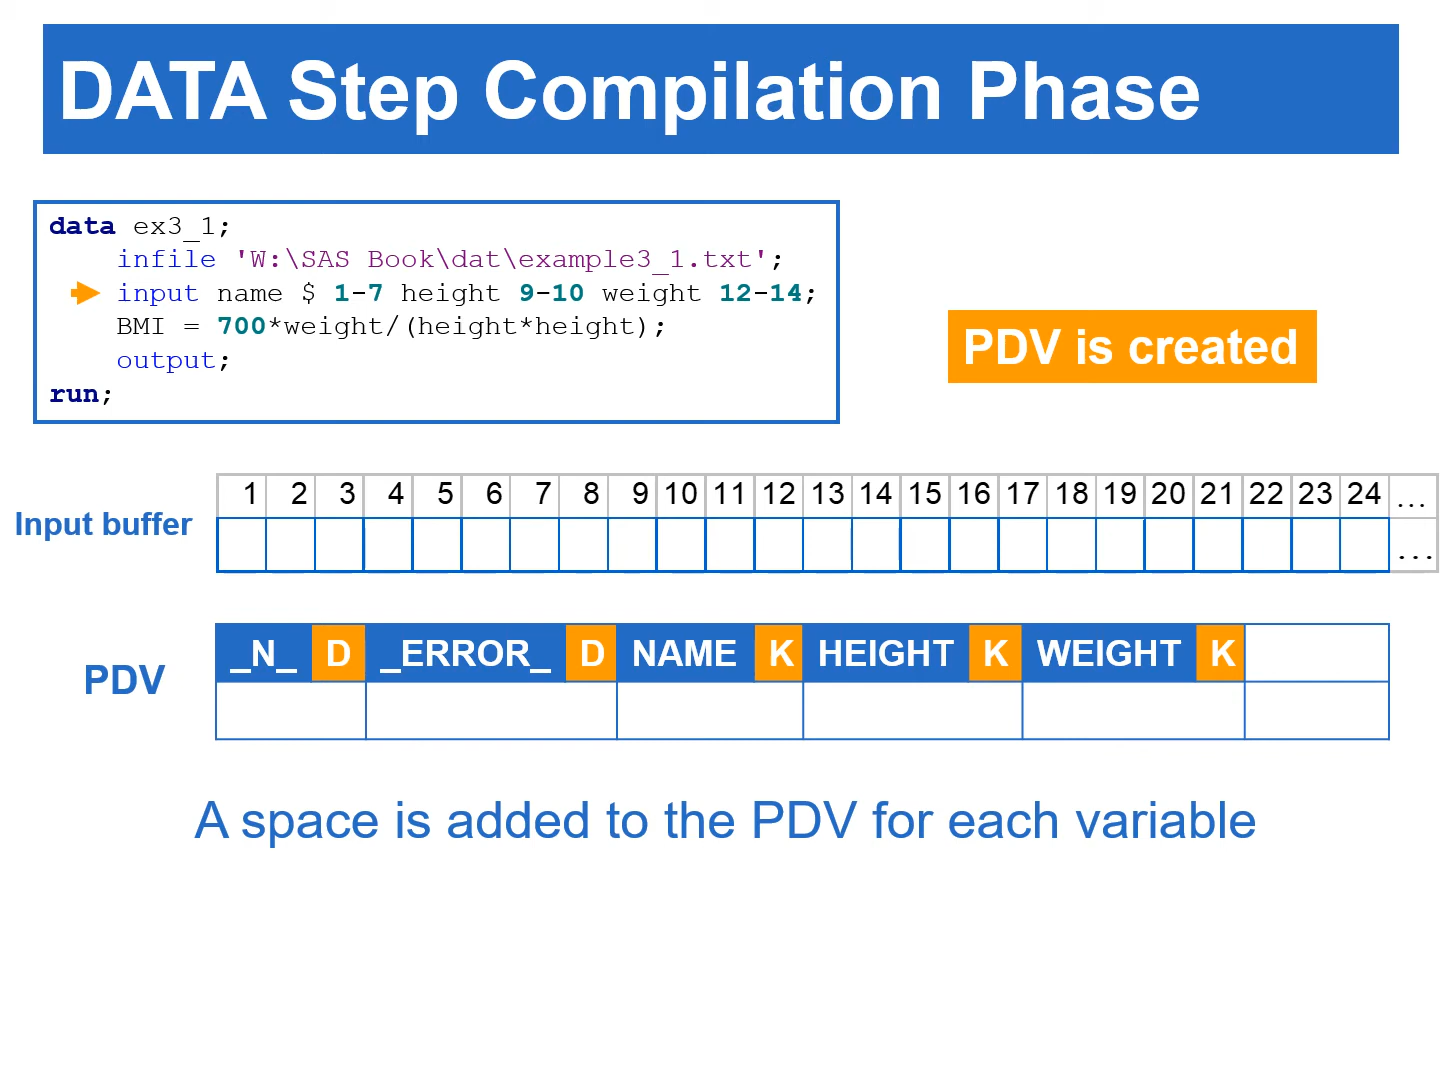 DATA Step Compilation Phase
data ex3_1;
infile 'W:\SAS Book\dat\example3_1.txt';
input name $ 1-7 height 9-10 weight 12-14;
BMI = 700*weight/(height*height);
output;
run;
PDV is created
1 2 3 4 5 6 7 8 9 10 11 12 13 14 15 16 17 18 19 20 21 22 23 24 ...
Input buffer
...
_N_ D _ERROR_ D NAME K HEIGHT K WEIGHT K
PDV
A space is added to the PDV for each variable